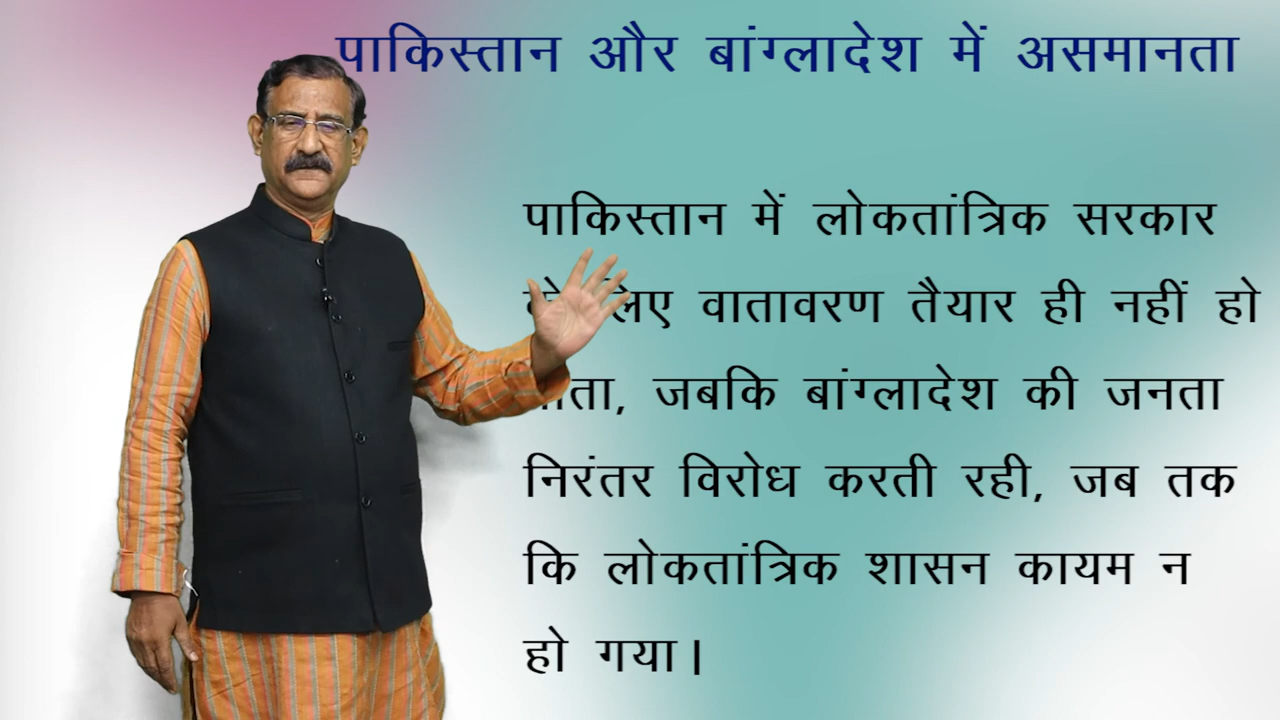 पाकिस्तान और बांग्लादेश में असमानता
पाकिस्तान में लोकतांत्रिक सरकार
लिए वातावरण तैयार ही नहीं हो
जबकि बांग्लादेश की जनता
निरंतर विरोध करती रही, जब तक
कि लोकतांत्रिक शासन कायम न
हो गया।